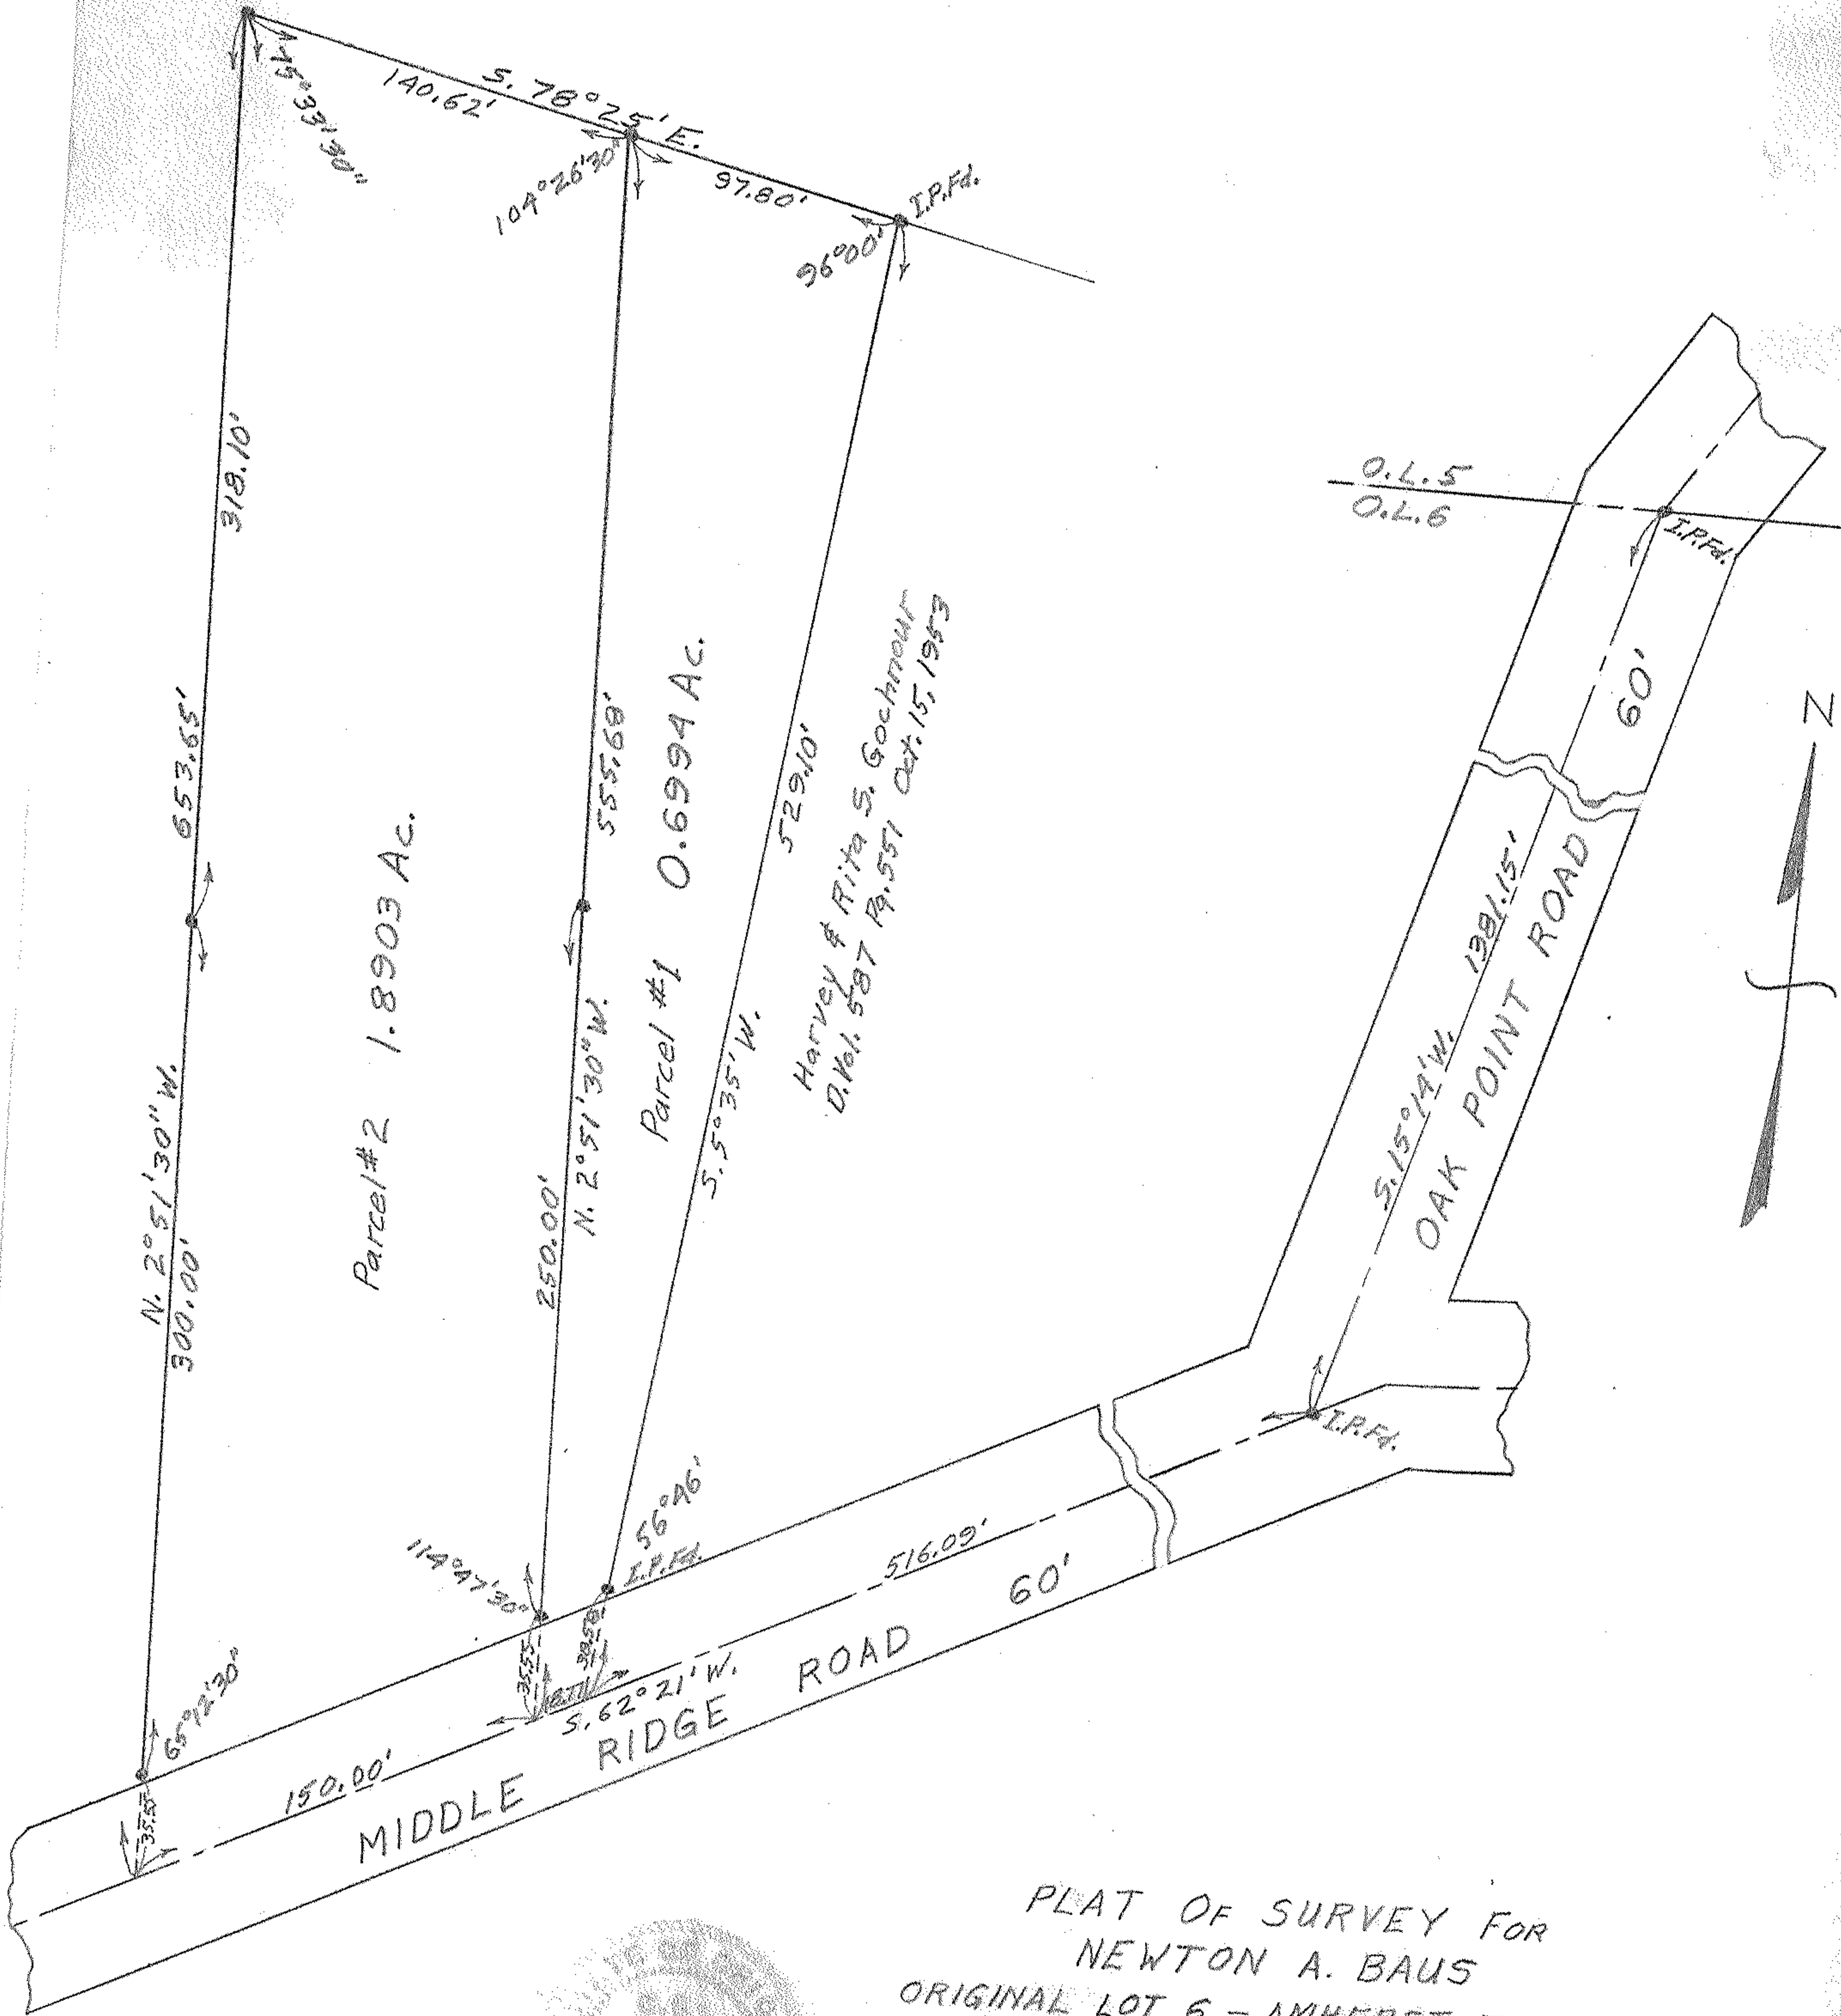 S. 78°25' E.
140.62'
97.80'
I.P.Fd.
104°26'30"
96°00'
75°33'30"
318.10'
653.65'
N. 2°51'30" W.
300.00'
Parcel #2 1.8903 Ac.
555.68'
250.00'
N. 2°51'30" W.
Parcel #1 0.6994 Ac.
529.10'
S. 5°35' W.
Harvey & Rita S. Gochnour
D.Vol. 587 Pg. 551 Oct. 15, 1953
O.L. 5
O.L. 6
I.P.Fd.
60'
1381.15'
S. 15°14' W.
OAK POINT ROAD
N
I.P.Fd.
56°46'
I.P.Fd.
114°47'30"
65°12'30"
35.55
35.55
516.09'
60'
S. 62°21' W.
150.00'
MIDDLE RIDGE ROAD
PLAT OF SURVEY FOR
NEWTON A. BAUS
ORIGINAL LOT 6 -